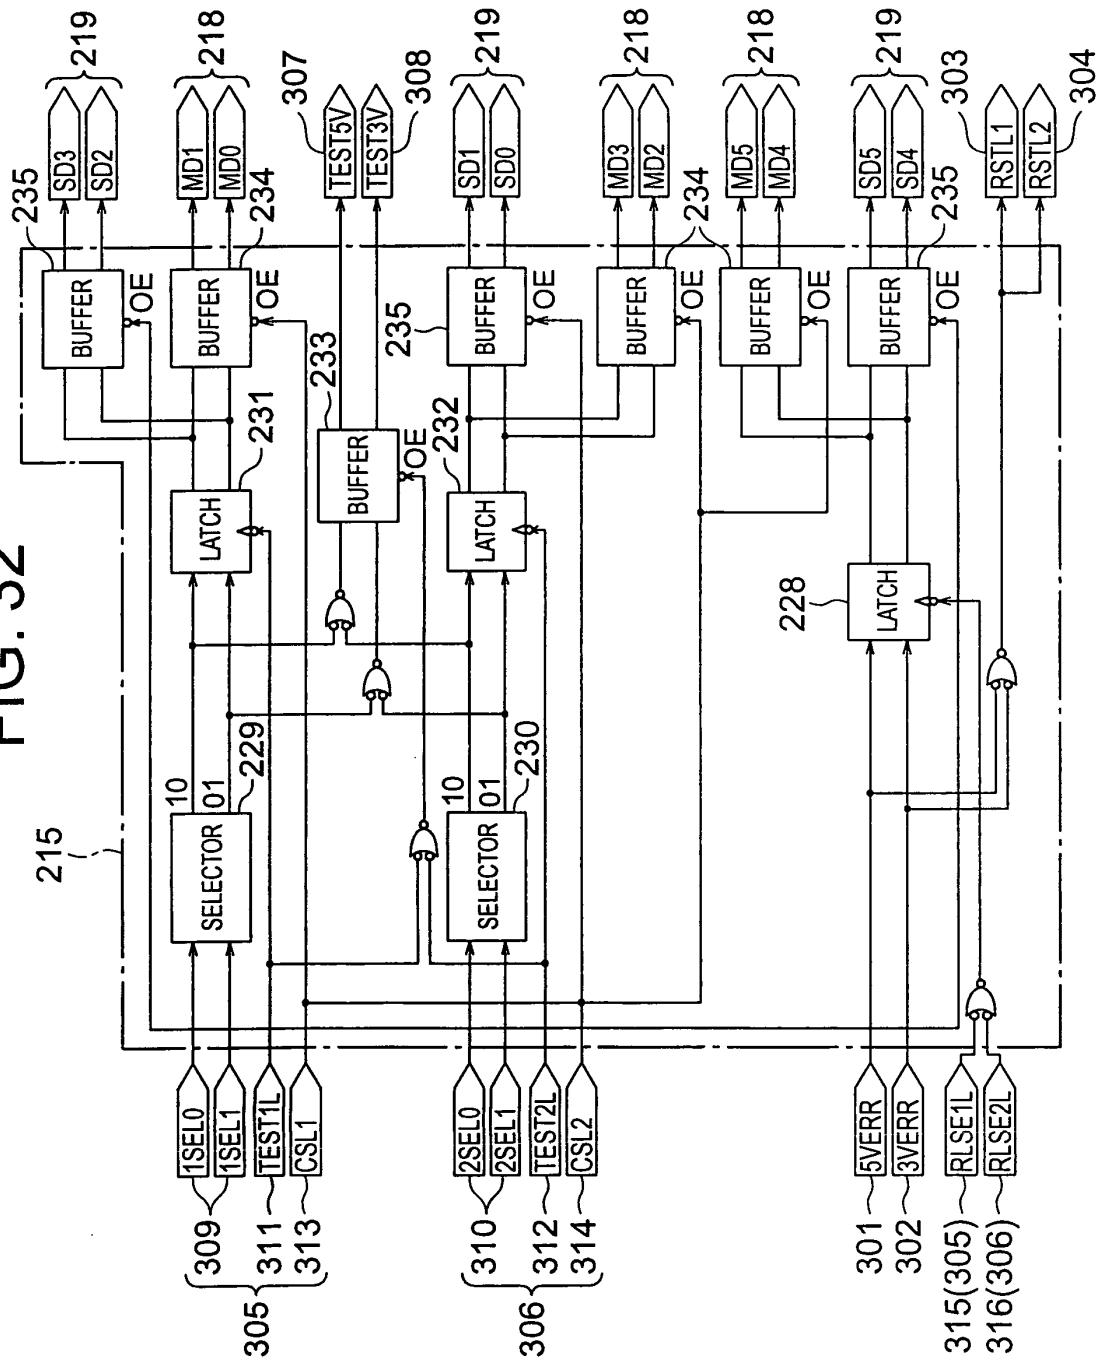 FIG. 32
215
305
309
1SEL0
1SEL1
311
TEST1L
313
CSL1
306
310
2SEL0
2SEL1
312
TEST2L
314
CSL2
301
5VERR
302
3VERR
315(305)
RLSE1L
316(306)
RLSE2L
SELECTOR
10
01
229
SELECTOR
10
01
230
LATCH
231
LATCH
232
LATCH
228
BUFFER
OE
233
BUFFER
OE
235
BUFFER
OE
234
BUFFER
OE
235
BUFFER
OE
234
BUFFER
OE
BUFFER
OE
235
SD3
SD2
219
MD1
MD0
218
307
TEST5V
TEST3V
308
SD1
SD0
219
MD3
MD2
218
MD5
MD4
218
SD5
SD4
219
303
RSTL1
RSTL2
304